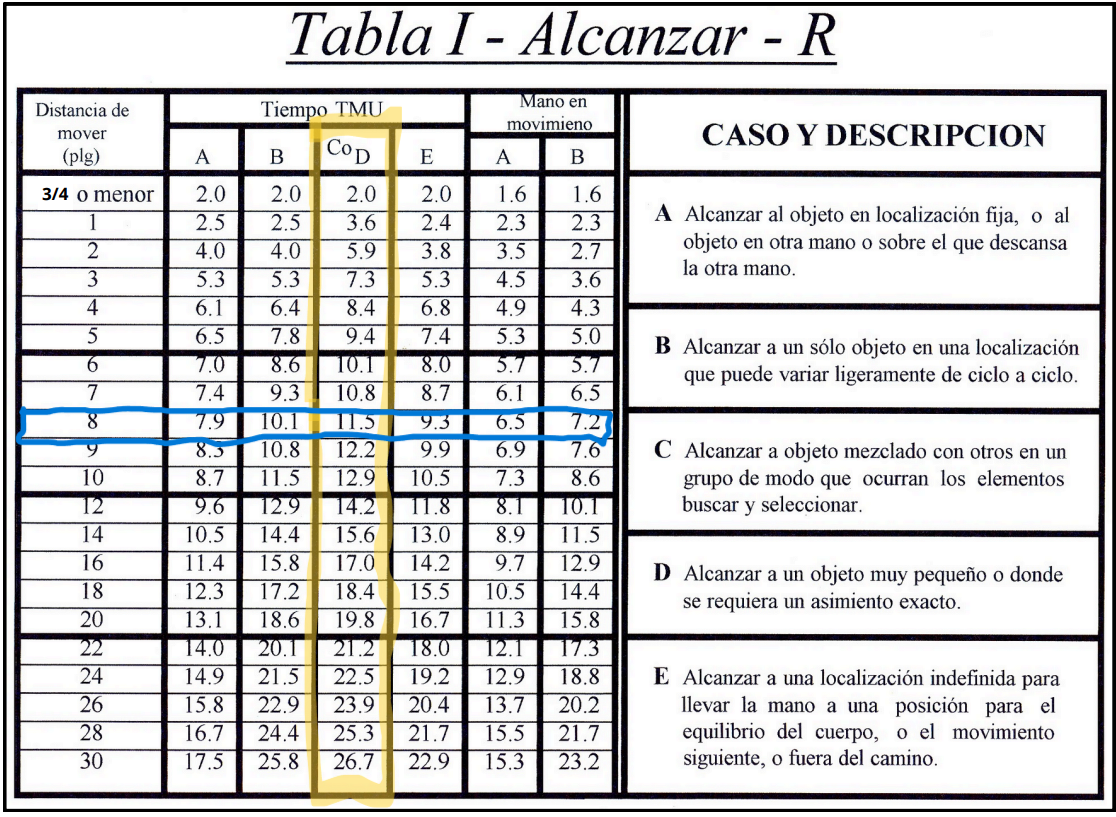 Tabla I - Alcanzar - R
Distancia de mover (plg) Tiempo TMU Mano en movimieno CASO Y DESCRIPCION
A B Co D E A B
3/4 o menor 2.0 2.0 2.0 2.0 1.6 1.6
1 2.5 2.5 3.6 2.4 2.3 2.3
2 4.0 4.0 5.9 3.8 3.5 2.7
3 5.3 5.3 7.3 5.3 4.5 3.6
4 6.1 6.4 8.4 6.8 4.9 4.3
5 6.5 7.8 9.4 7.4 5.3 5.0
6 7.0 8.6 10.1 8.0 5.7 5.7
7 7.4 9.3 10.8 8.7 6.1 6.5
8 7.9 10.1 11.5 9.3 6.5 7.2
9 8.3 10.8 12.2 9.9 6.9 7.6
10 8.7 11.5 12.9 10.5 7.3 8.6
12 9.6 12.9 14.2 11.8 8.1 10.1
14 10.5 14.4 15.6 13.0 8.9 11.5
16 11.4 15.8 17.0 14.2 9.7 12.9
18 12.3 17.2 18.4 15.5 10.5 14.4
20 13.1 18.6 19.8 16.7 11.3 15.8
22 14.0 20.1 21.2 18.0 12.1 17.3
24 14.9 21.5 22.5 19.2 12.9 18.8
26 15.8 22.9 23.9 20.4 13.7 20.2
28 16.7 24.4 25.3 21.7 15.5 21.7
30 17.5 25.8 26.7 22.9 15.3 23.2
A Alcanzar al objeto en localización fija, o al
objeto en otra mano o sobre el que descansa
la otra mano.
B Alcanzar a un sólo objeto en una localización
que puede variar ligeramente de ciclo a ciclo.
C Alcanzar a objeto mezclado con otros en un
grupo de modo que ocurran los elementos
buscar y seleccionar.
D Alcanzar a un objeto muy pequeño o donde
se requiera un asimiento exacto.
E Alcanzar a una localización indefinida para
llevar la mano a una posición para el
equilibrio del cuerpo, o el movimiento
siguiente, o fuera del camino.